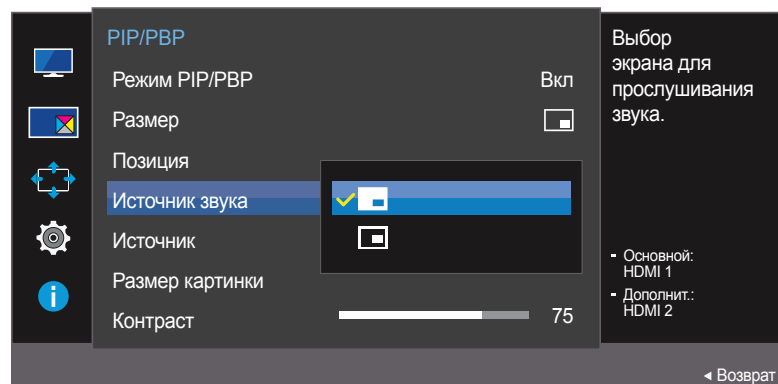 PIP/PBP
Режим PIP/PBP Вкл
Размер
Позиция
Источник звука
Источник
Размер картинки
Контраст 75
Выбор
экрана для
прослушивания
звука.
- Основной:
HDMI 1
- Дополнит.:
HDMI 2
Возврат